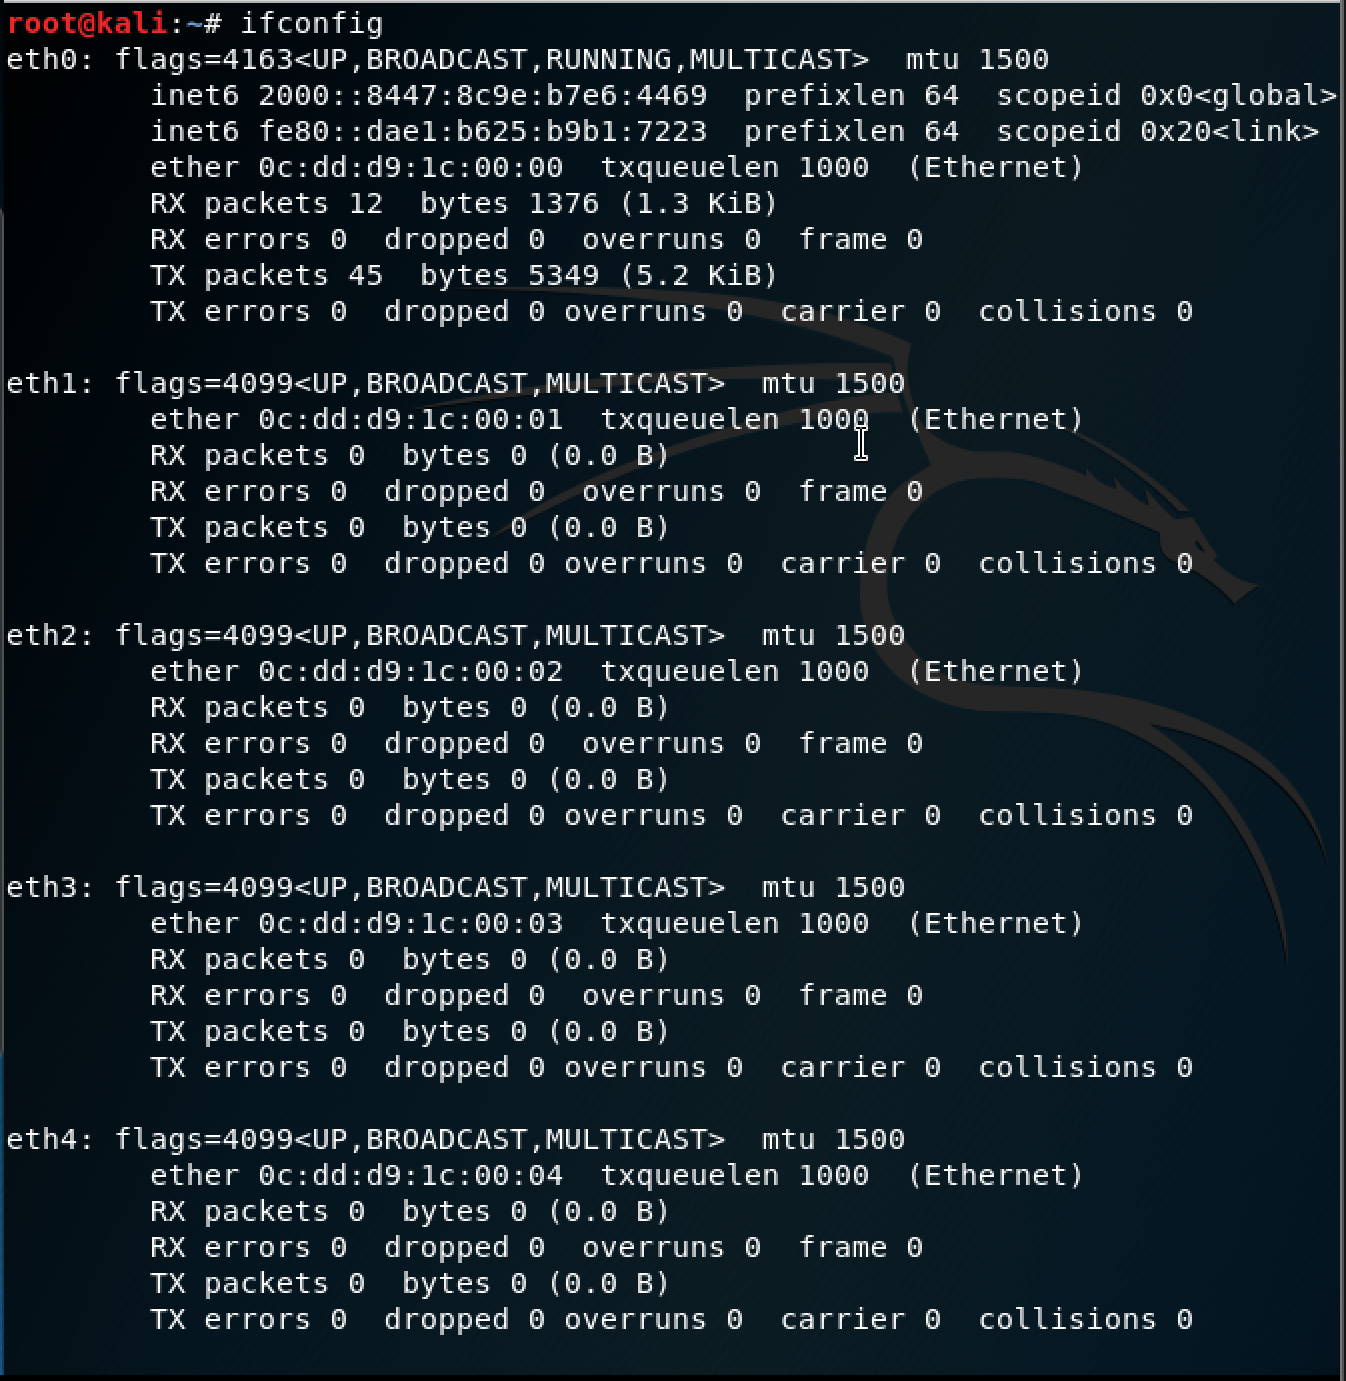 root@kali:~# ifconfig
eth0: flags=4163<UP,BROADCAST,RUNNING,MULTICAST>  mtu 1500
        inet6 2000::8447:8c9e:b7e6:4469  prefixlen 64  scopeid 0x0<global>
        inet6 fe80::dae1:b625:b9b1:7223  prefixlen 64  scopeid 0x20<link>
        ether 0c:dd:d9:1c:00:00  txqueuelen 1000  (Ethernet)
        RX packets 12  bytes 1376 (1.3 KiB)
        RX errors 0  dropped 0  overruns 0  frame 0
        TX packets 45  bytes 5349 (5.2 KiB)
        TX errors 0  dropped 0 overruns 0  carrier 0  collisions 0

eth1: flags=4099<UP,BROADCAST,MULTICAST>  mtu 1500
        ether 0c:dd:d9:1c:00:01  txqueuelen 1000  (Ethernet)
        RX packets 0  bytes 0 (0.0 B)
        RX errors 0  dropped 0  overruns 0  frame 0
        TX packets 0  bytes 0 (0.0 B)
        TX errors 0  dropped 0 overruns 0  carrier 0  collisions 0

eth2: flags=4099<UP,BROADCAST,MULTICAST>  mtu 1500
        ether 0c:dd:d9:1c:00:02  txqueuelen 1000  (Ethernet)
        RX packets 0  bytes 0 (0.0 B)
        RX errors 0  dropped 0  overruns 0  frame 0
        TX packets 0  bytes 0 (0.0 B)
        TX errors 0  dropped 0 overruns 0  carrier 0  collisions 0

eth3: flags=4099<UP,BROADCAST,MULTICAST>  mtu 1500
        ether 0c:dd:d9:1c:00:03  txqueuelen 1000  (Ethernet)
        RX packets 0  bytes 0 (0.0 B)
        RX errors 0  dropped 0  overruns 0  frame 0
        TX packets 0  bytes 0 (0.0 B)
        TX errors 0  dropped 0 overruns 0  carrier 0  collisions 0

eth4: flags=4099<UP,BROADCAST,MULTICAST>  mtu 1500
        ether 0c:dd:d9:1c:00:04  txqueuelen 1000  (Ethernet)
        RX packets 0  bytes 0 (0.0 B)
        RX errors 0  dropped 0  overruns 0  frame 0
        TX packets 0  bytes 0 (0.0 B)
        TX errors 0  dropped 0 overruns 0  carrier 0  collisions 0